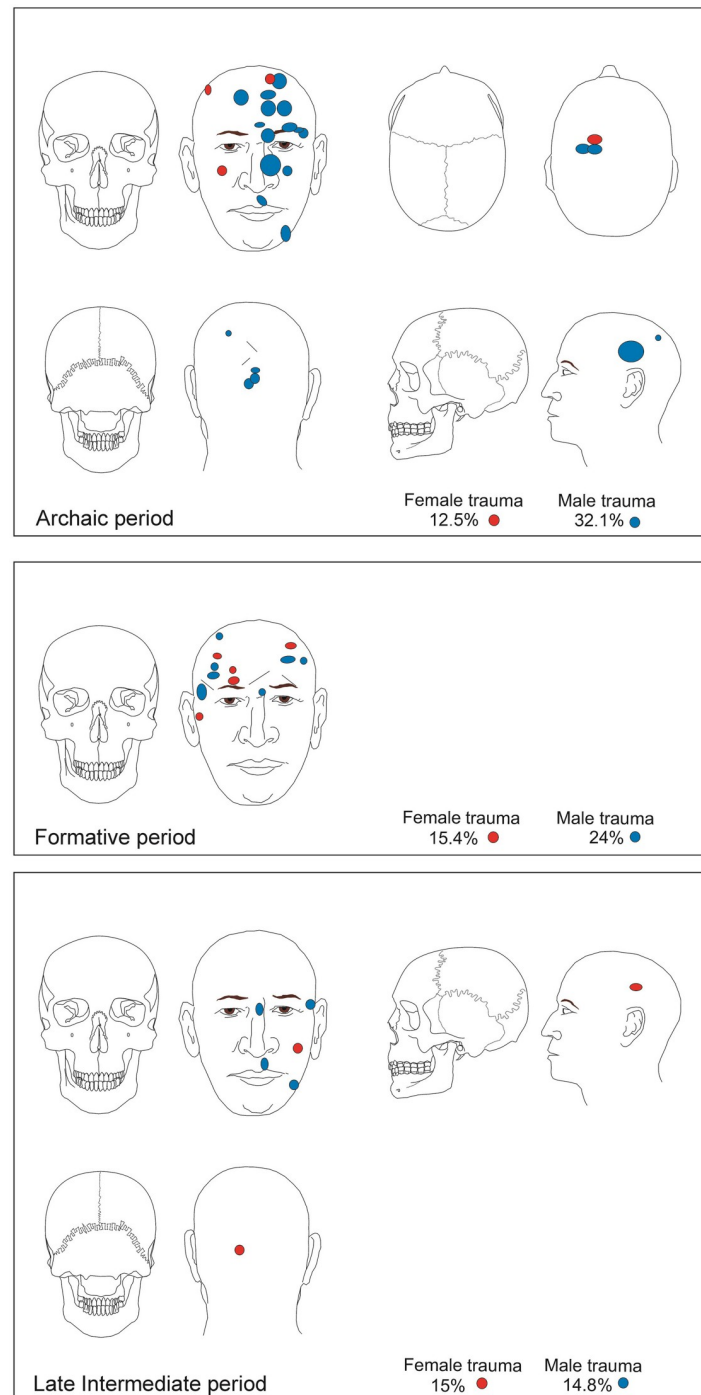 Female trauma Male trauma
Archaic period 12.5% 32.1%
Female trauma Male trauma
Formative period 15.4% 24%
Female trauma Male trauma
Late Intermediate period 15% 14.8%